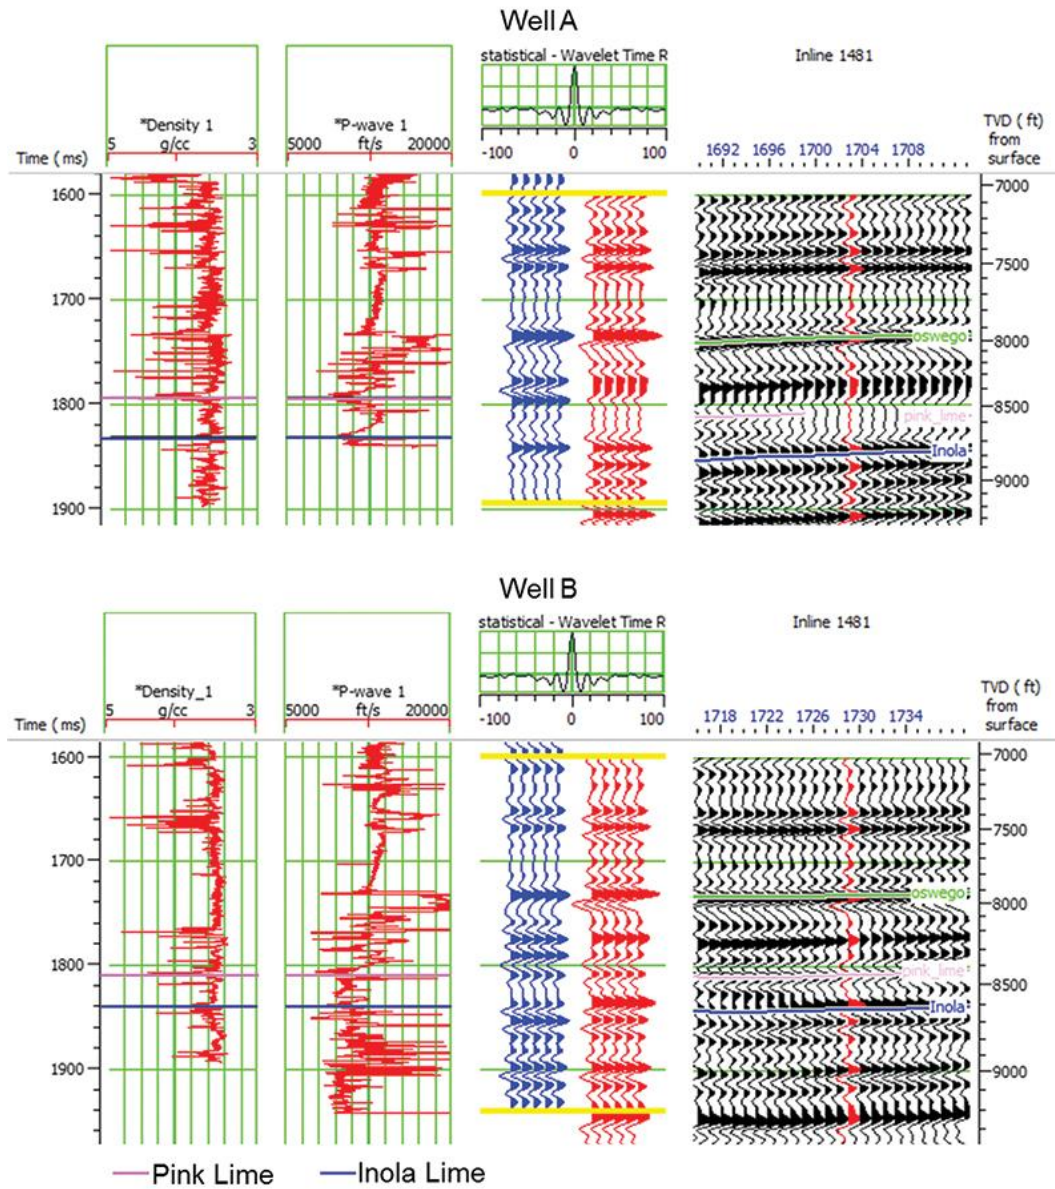 Well A
statistical - Wavelet Time R
Inline 1481
*Density 1
5 g/cc 3
*P-wave 1
5000 ft/s 20000
-100 0 100
1692 1696 1700 1704 1708
TVD ( ft)
from
surface
Time ( ms)
1600
1700
1800
1900
7000
7500
8000
8500
9000
oswego
pink_lime
Inola
Well B
statistical - Wavelet Time R
Inline 1481
*Density_1
5 g/cc 3
*P-wave 1
5000 ft/s 20000
-100 0 100
1718 1722 1726 1730 1734
TVD ( ft)
from
surface
Time ( ms)
1600
1700
1800
1900
7000
7500
8000
8500
9000
oswego
pink_lime
Inola
Pink Lime Inola Lime